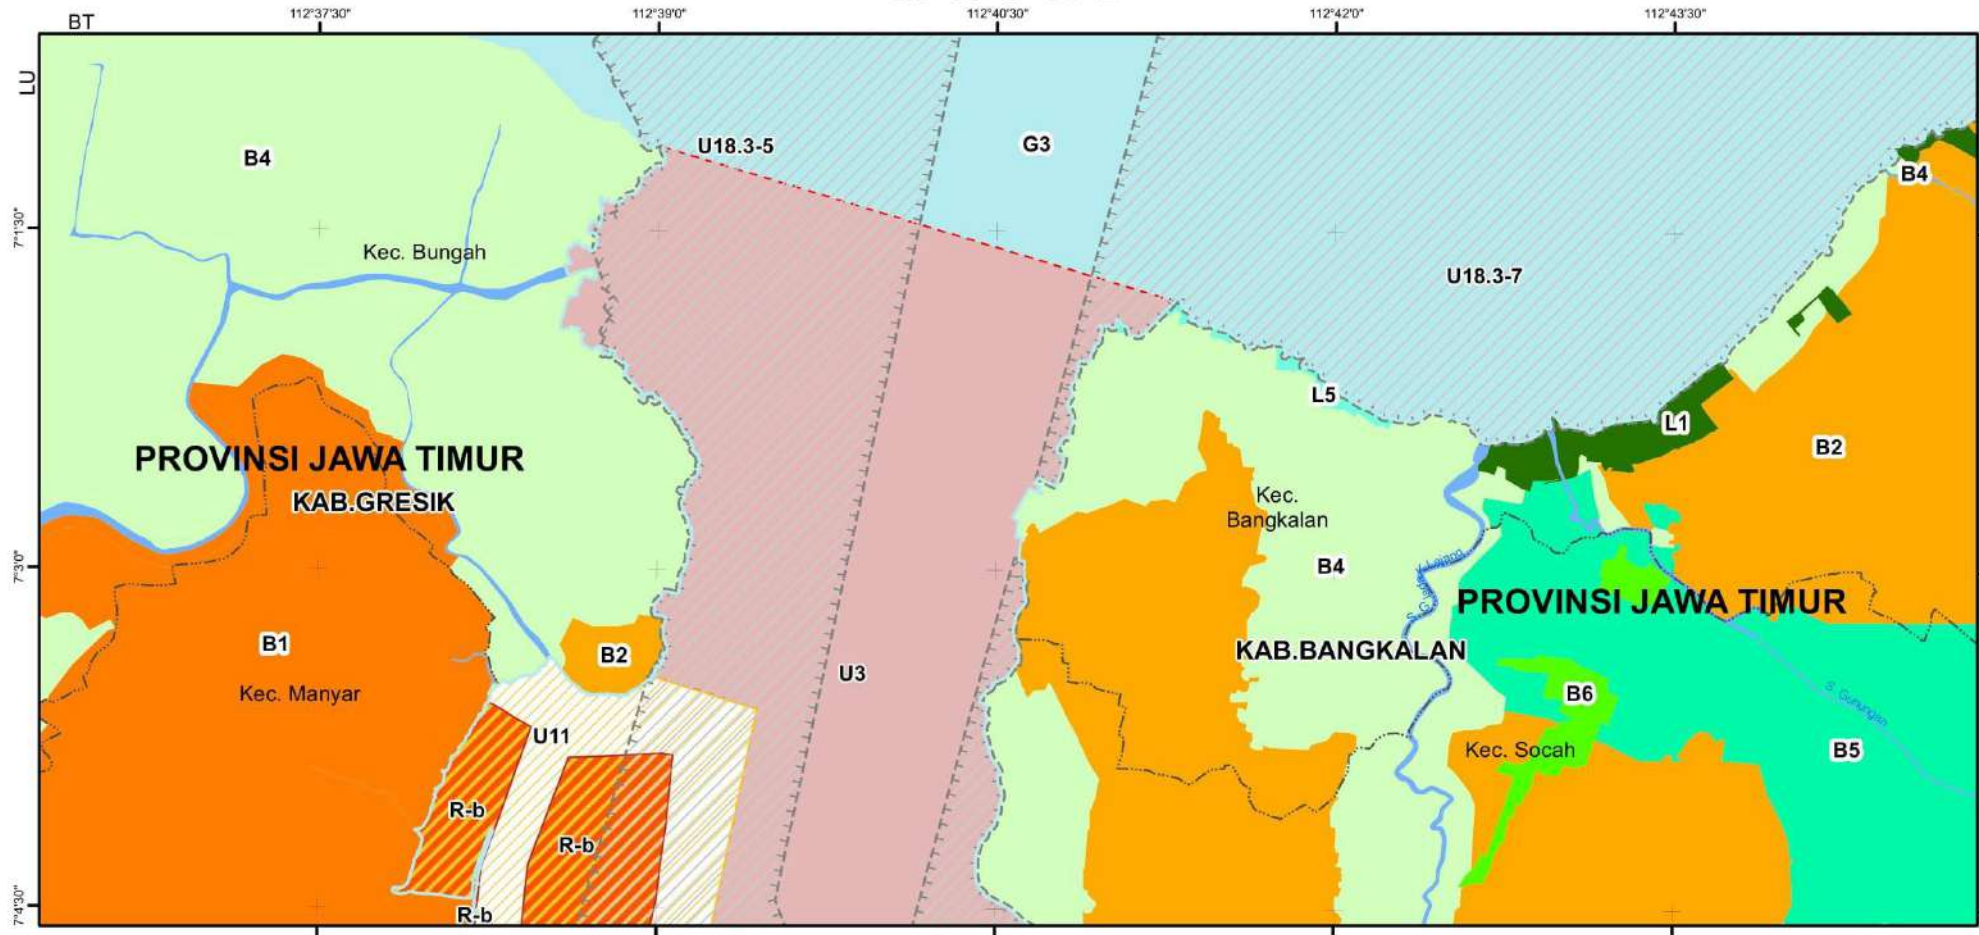 BT
112°37'30"
112°39'0"
112°40'30"
112°42'0"
112°43'30"
LU
U18.3-5
G3
B4
B4
7°1'30"
Kec. Bungah
U18.3-7
L5
L1
B2
PROVINSI JAWA TIMUR
KAB.GRESIK
Kec.
Bangkalan
7°3'0"
B4
PROVINSI JAWA TIMUR
B1
B2
KAB.BANGKALAN
U3
Kec. Manyar
B6
S. Gunungan
U11
Kec. Socah
B5
R-b
R-b
7°4'30"
R-b